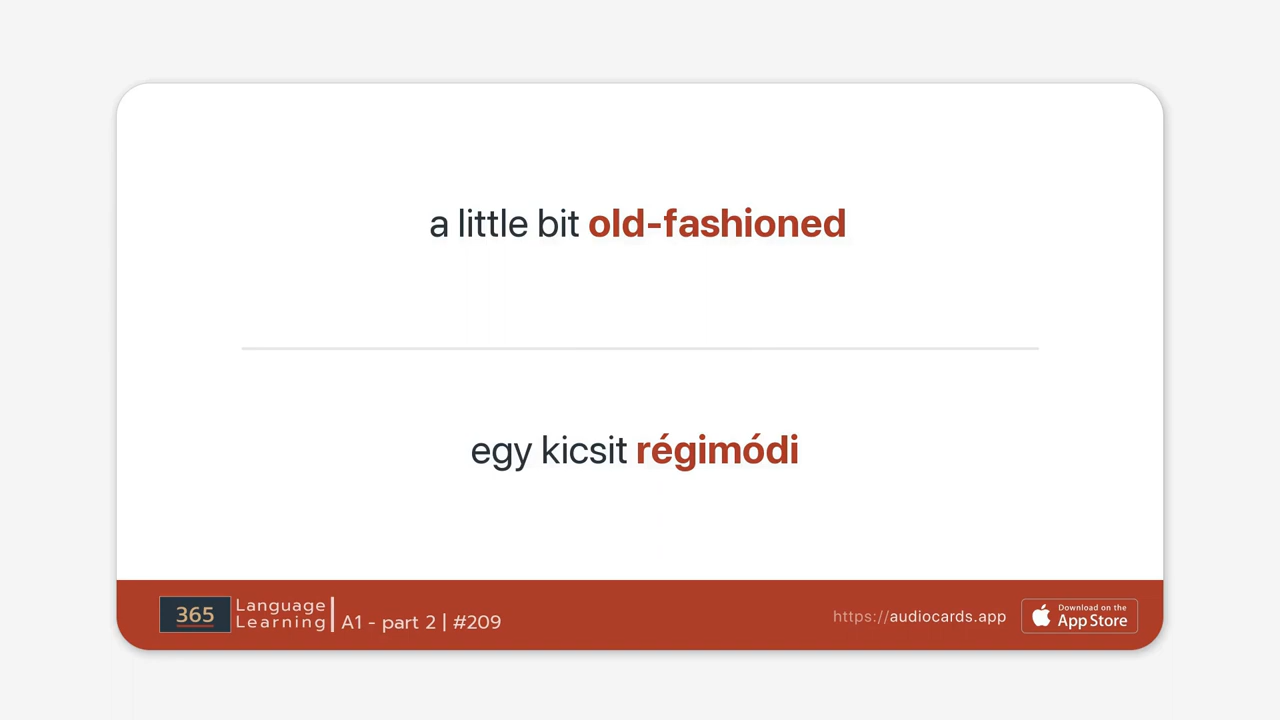 a little bit old-fashioned
egy kicsit régimódi
365 Language Learning
A1 - part 2 | #209
https://audiocards.app
Download on the
App Store